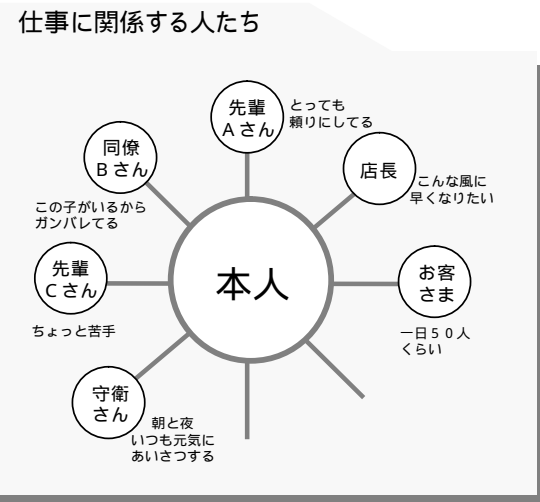 仕事に関係する人たち
先輩
Aさん
とっても
頼りにしてる
同僚
Bさん
この子がいるから
ガンバレてる
店長
こんな風に
早くなりたい
先輩
Cさん
ちょっと苦手
本人
お客
さま
一日５０人
くらい
守衛
さん
朝と夜
いつも元気に
あいさつする